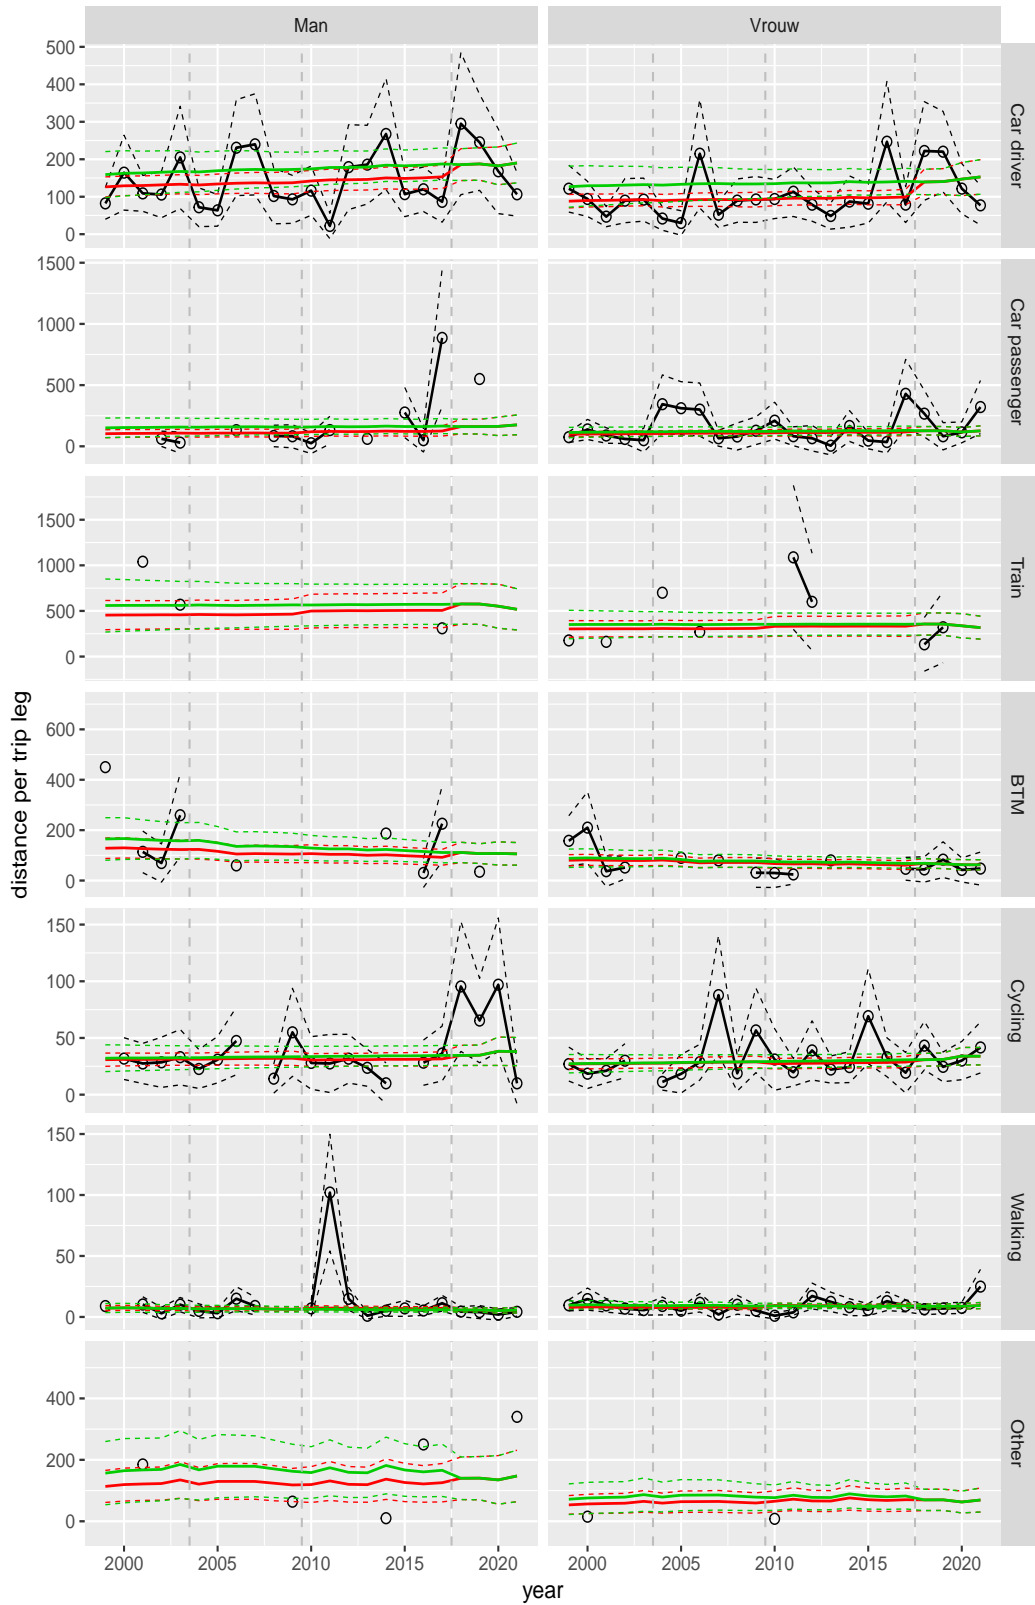 Man
Vrouw
500
400
300
200
100
0
Car driver
1500
1000
500
0
Car passenger
1500
1000
500
0
Train
600
400
200
0
BTM
150
100
50
0
Cycling
150
100
50
0
Walking
400
200
0
Other
distance per trip leg
2000 2005 2010 2015 2020 2000 2005 2010 2015 2020
year